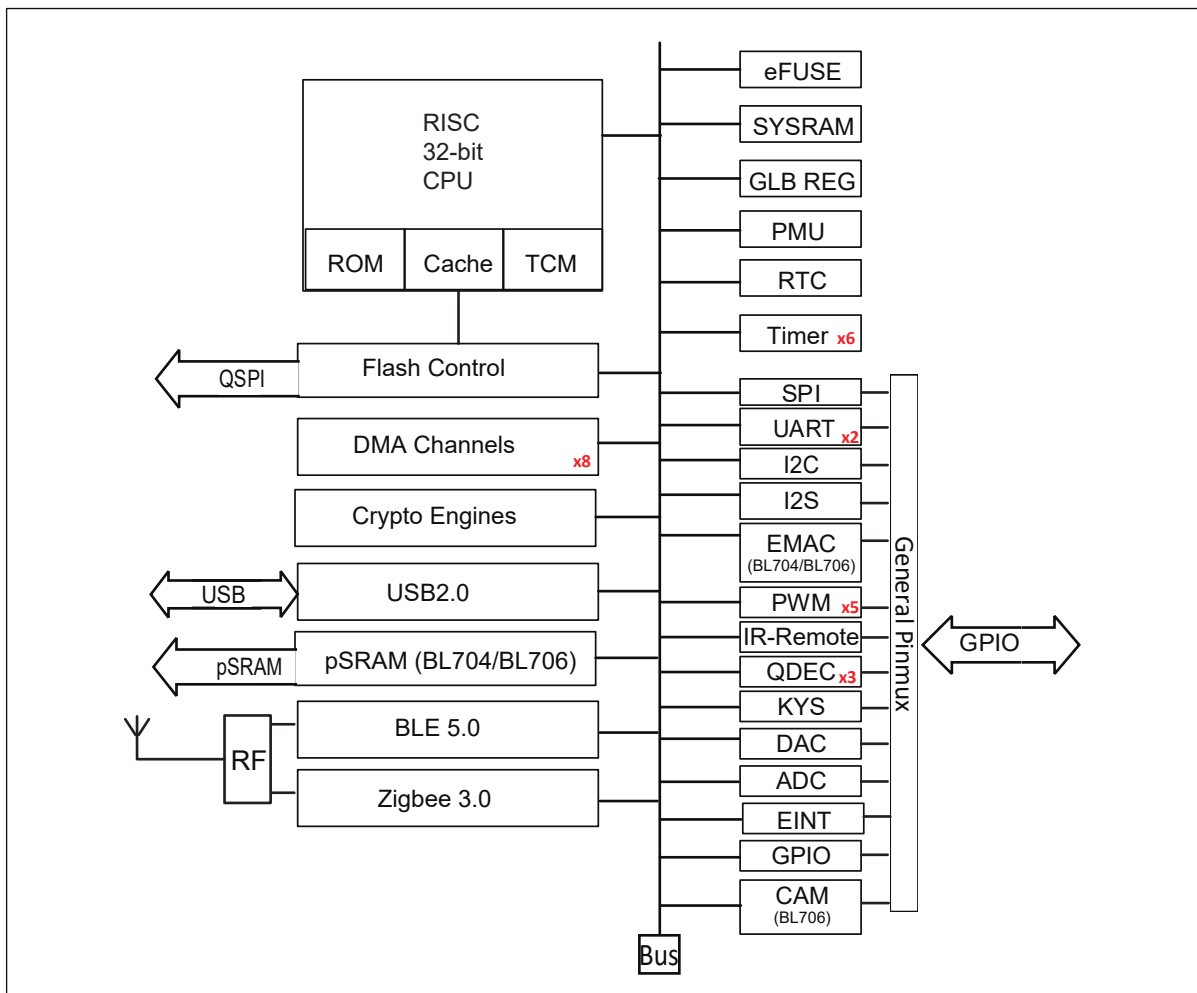 RISC
32-bit
CPU
ROM
Cache
TCM
QSPI
Flash Control
DMA Channels
x8
Crypto Engines
USB
USB2.0
pSRAM
pSRAM (BL704/BL706)
RF
BLE 5.0
Zigbee 3.0
Bus
eFUSE
SYSRAM
GLB REG
PMU
RTC
Timer x6
SPI
UART x2
I2C
I2S
EMAC
(BL704/BL706)
PWM x5
IR-Remote
QDEC x3
KYS
DAC
ADC
EINT
GPIO
CAM
(BL706)
General Pinmux
GPIO